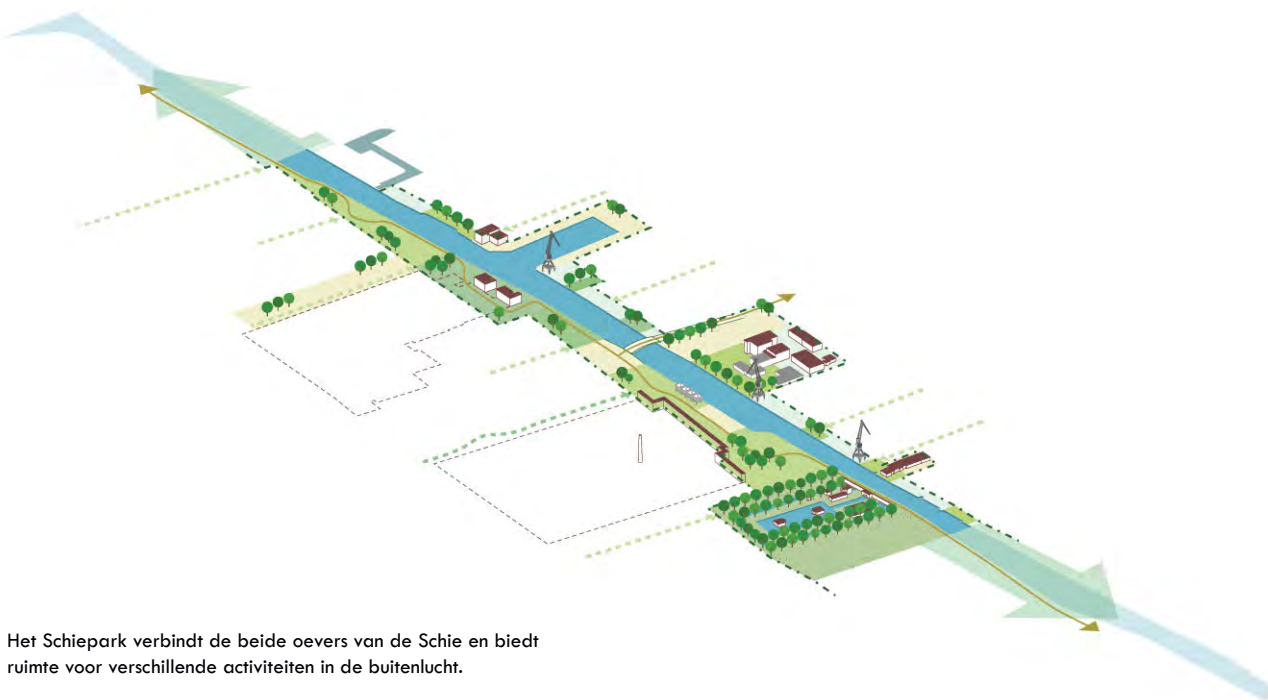 Het Schiepark verbindt de beide oevers van de Schie en biedt
ruimte voor verschillende activiteiten in de buitenlucht.